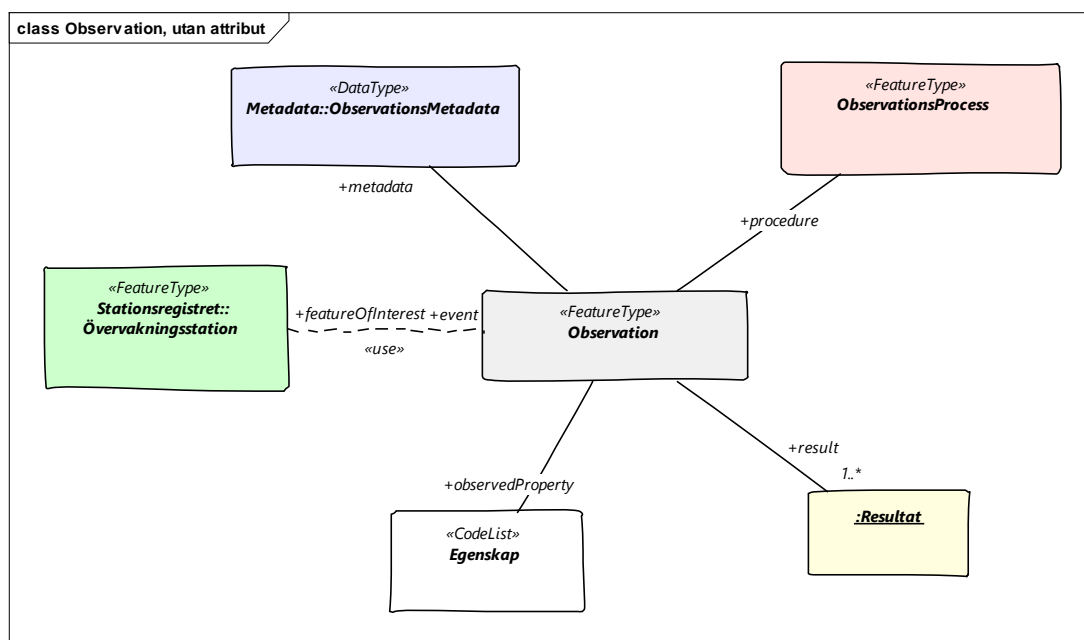 class Observation, utan attribut
«DataType»
Metadata::ObservationsMetadata
«FeatureType»
ObservationsProcess
+metadata
+procedure
«FeatureType»
Stationsregistret::
Övervakningsstation
+featureOfInterest +event
«use»
«FeatureType»
Observation
+result
1..*
+observedProperty
«CodeList»
Egenskap
:Resultat